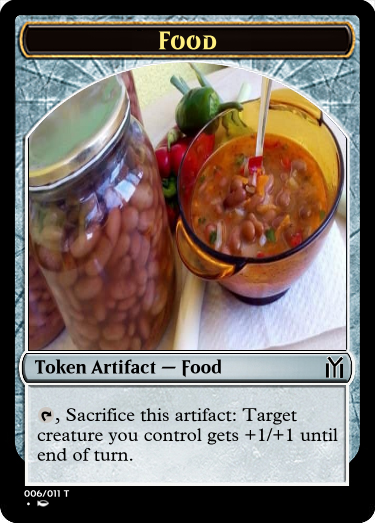 Food
Token Artifact — Food
, Sacrifice this artifact: Target
creature you control gets +1/+1 until
end of turn.
006/011 T